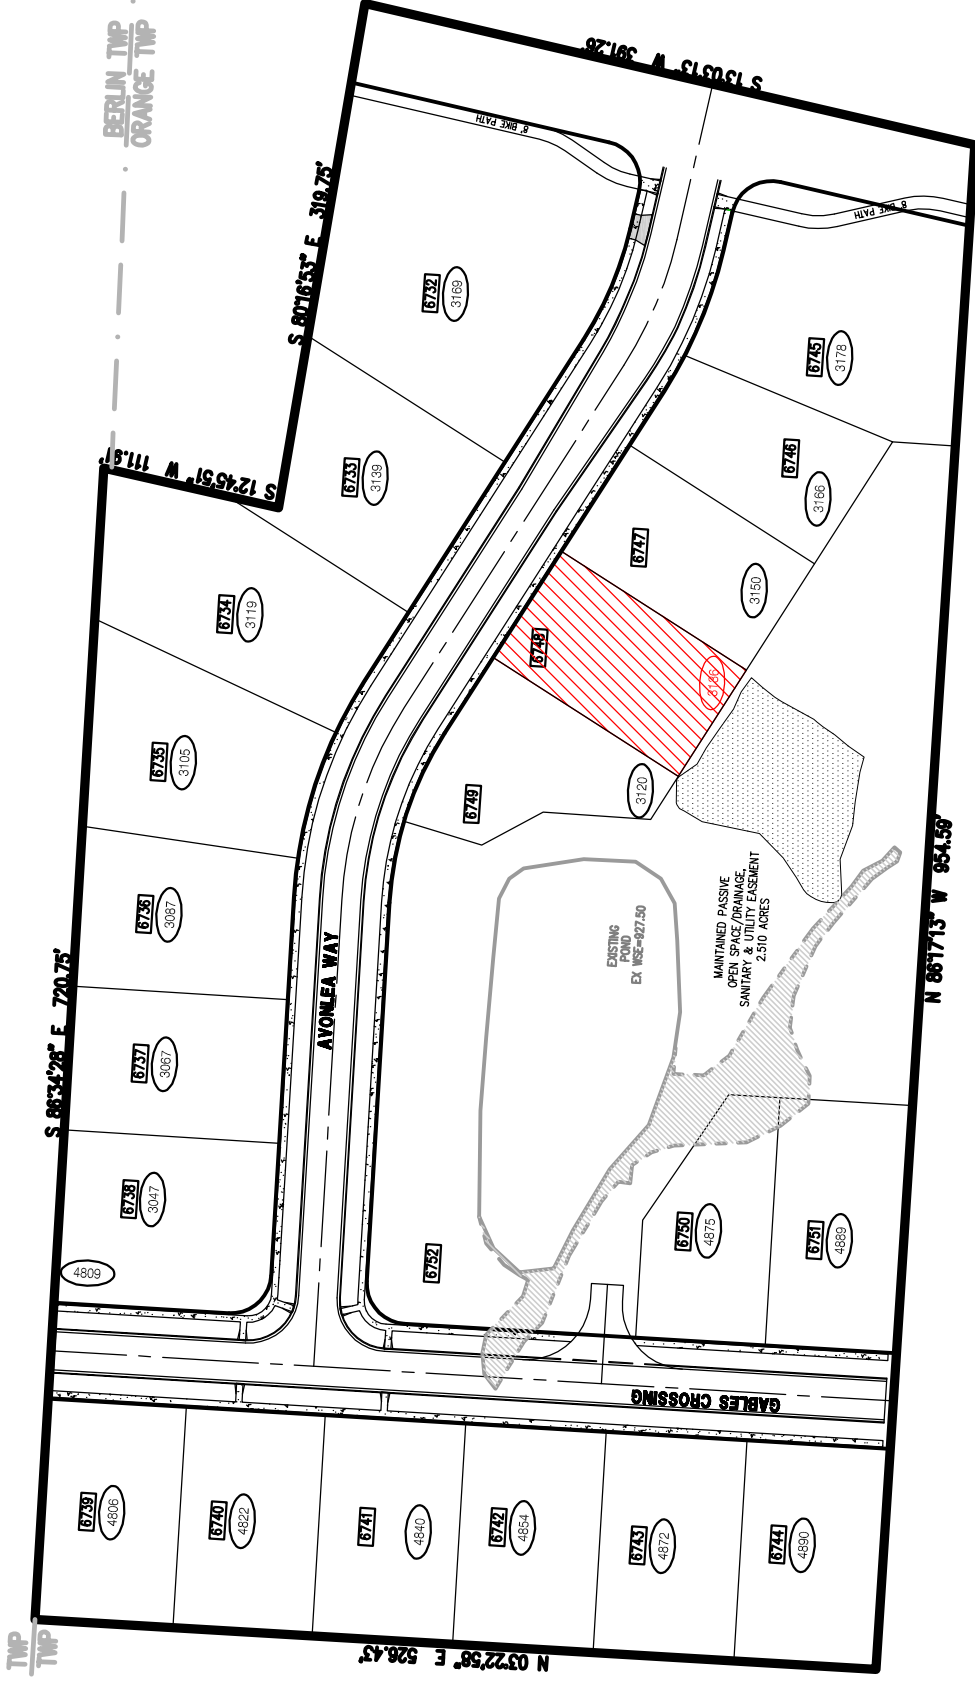 BERLIN TWP
ORANGE TWP
S 13°03'13" W 391.26'
8' BIKE PATH
S 80°16'53" E 319.75'
6732
3169
8' BIKE PATH
6745
3178
S 12°45'51" W 111.91'
6733
3139
6746
3166
6734
3119
6747
3150
6748
3136
6735
3105
6749
3120
6736
3087
AVONLEA WAY
EXISTING
POND
EX WSE=927.50
MAINTAINED PASSIVE
OPEN SPACE/DRAINAGE,
SANITARY & UTILITY EASEMENT
2.510 ACRES
N 86°17'13" W 954.59'
S 86°34'28" E 720.75'
6737
3067
6738
3047
4809
6752
6750
4875
6751
4889
GABLES CROSSING
6739
4806
6740
4822
6741
4840
6742
4854
6743
4872
6744
4890
TWP
TWP
N 03°22'58" E 526.43'